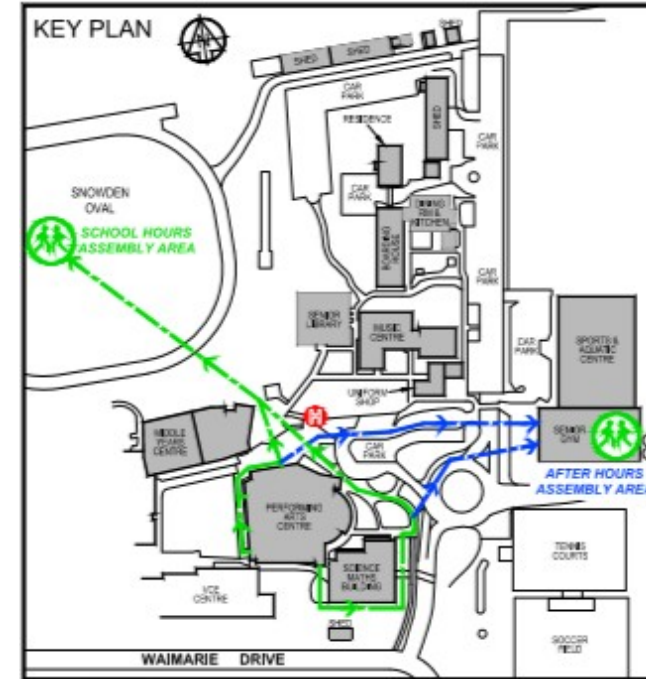 KEY PLAN
SHED
SHED
SHED
SHED
CAR
PARK
RESIDENCE
SHED
CAR
PARK
SNOWDEN
OVAL
SCHOOL HOURS
ASSEMBLY AREA
CAR
PARK
DINING
RM &
KITCHEN
BOARDING
HOUSE
CAR
PARK
SENIOR
LIBRARY
MUSIC
CENTRE
CAR
PARK
SPORTS &
AQUATIC
CENTRE
UNIFORM
SHOP
H
MIDDLE
YEARS
CENTRE
CAR
PARK
SENIOR
GYM
AFTER HOURS
ASSEMBLY AREA
PERFORMING
ARTS
CENTRE
TENNIS
COURTS
SCIENCE
MATHS
BUILDING
VCE
CENTRE
SHED
SOCCER
FIELD
WAIMARIE DRIVE